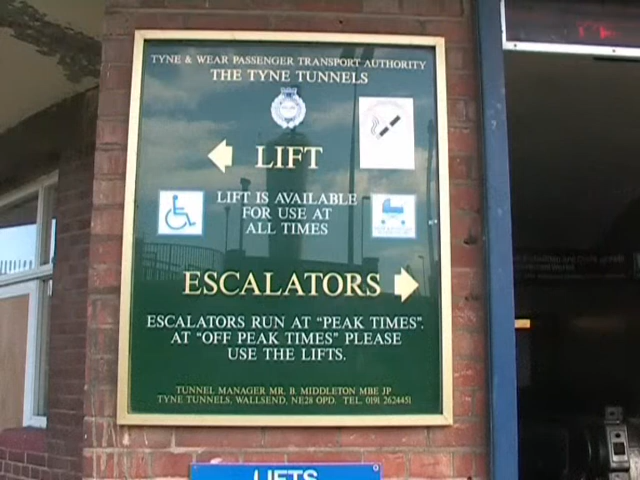 TYNE & WEAR PASSENGER TRANSPORT AUTHORITY
THE TYNE TUNNELS
LIFT
LIFT IS AVAILABLE
FOR USE AT
ALL TIMES
ESCALATORS
ESCALATORS RUN AT “PEAK TIMES”.
AT “OFF PEAK TIMES” PLEASE
USE THE LIFTS.
TUNNEL MANAGER MR. B. MIDDLETON MBE JP
TYNE TUNNELS, WALLSEND, NE28 OPD. TEL. 0191 2624451
LIFTS